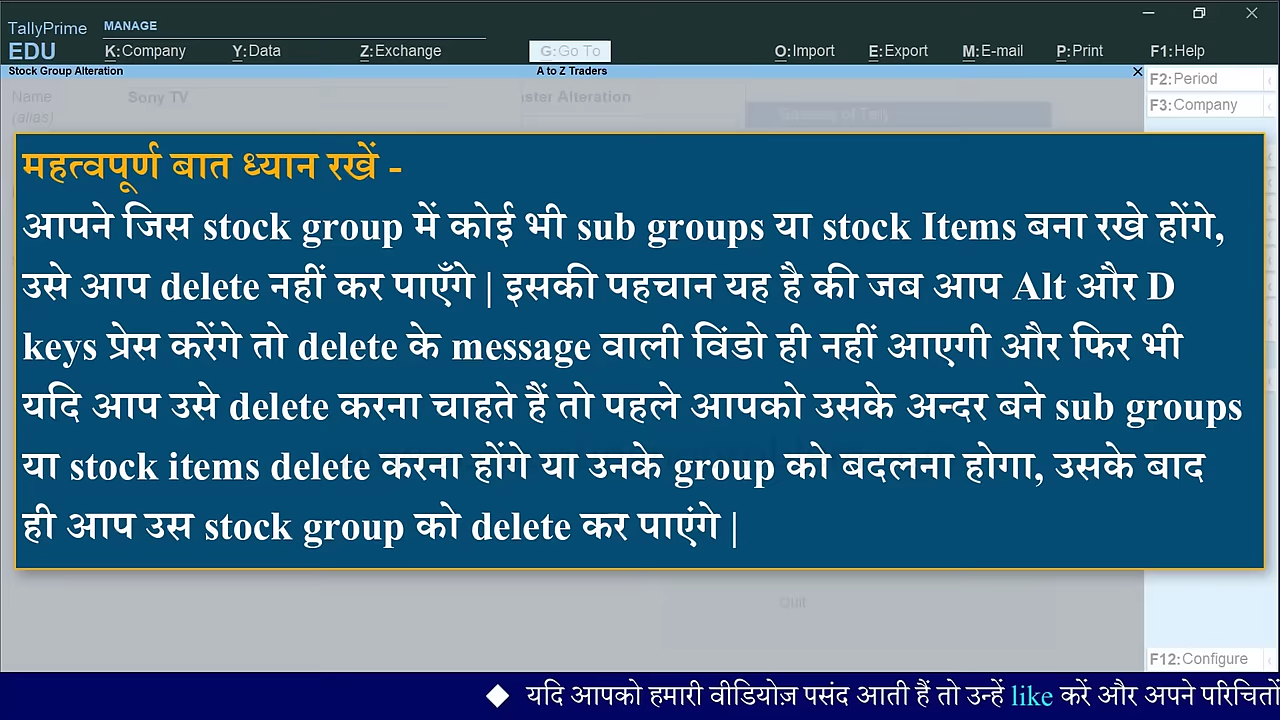 TallyPrime
MANAGE
EDU
K:Company Y:Data Z:Exchange G:Go To O:Import E:Export M:E-mail P:Print F1:Help
Stock Group Alteration A to Z Traders
F2:Period
Name Sony TV ster Alteration
F3:Company
(alias)
महत्वपूर्ण बात ध्यान रखें -
आपने जिस stock group में कोई भी sub groups या stock Items बना रखे होंगे,
उसे आप delete नहीं कर पाएँगे | इसकी पहचान यह है की जब आप Alt और D
keys प्रेस करेंगे तो delete के message वाली विंडो ही नहीं आएगी और फिर भी
यदि आप उसे delete करना चाहते हैं तो पहले आपको उसके अन्दर बने sub groups
या stock items delete करना होंगे या उनके group को बदलना होगा, उसके बाद
ही आप उस stock group को delete कर पाएंगे |
Quit
F12:Configure
यदि आपको हमारी वीडियोज़ पसंद आती हैं तो उन्हें like करें और अपने परिचितों